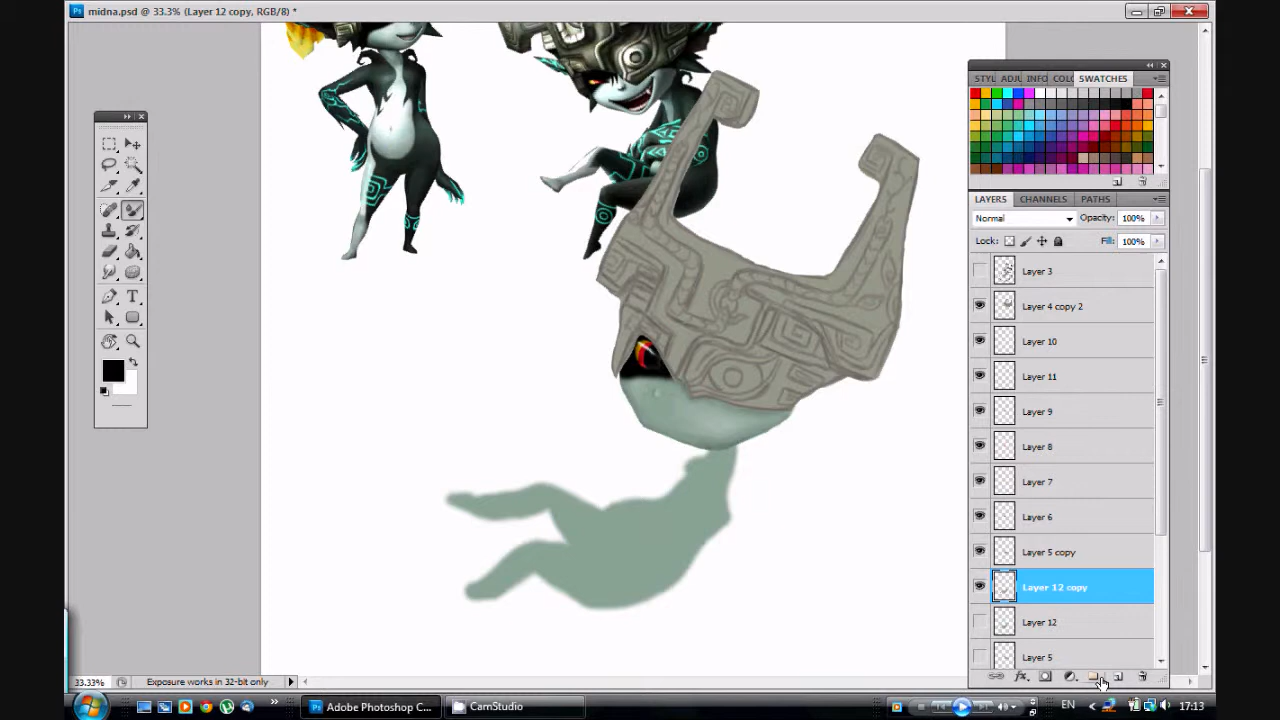 midna.psd @ 33.3% (Layer 12 copy, RGB/8) *
STYL ADJU INFO COLO SWATCHES
LAYERS CHANNELS PATHS
Normal Opacity: 100%
Lock: Fill: 100%
Layer 3
Layer 4 copy 2
Layer 10
Layer 11
Layer 9
Layer 8
Layer 7
Layer 6
Layer 5 copy
Layer 12 copy
Layer 12
Layer 5
33.33% Exposure works in 32-bit only
Adobe Photoshop C... CamStudio EN 17:13